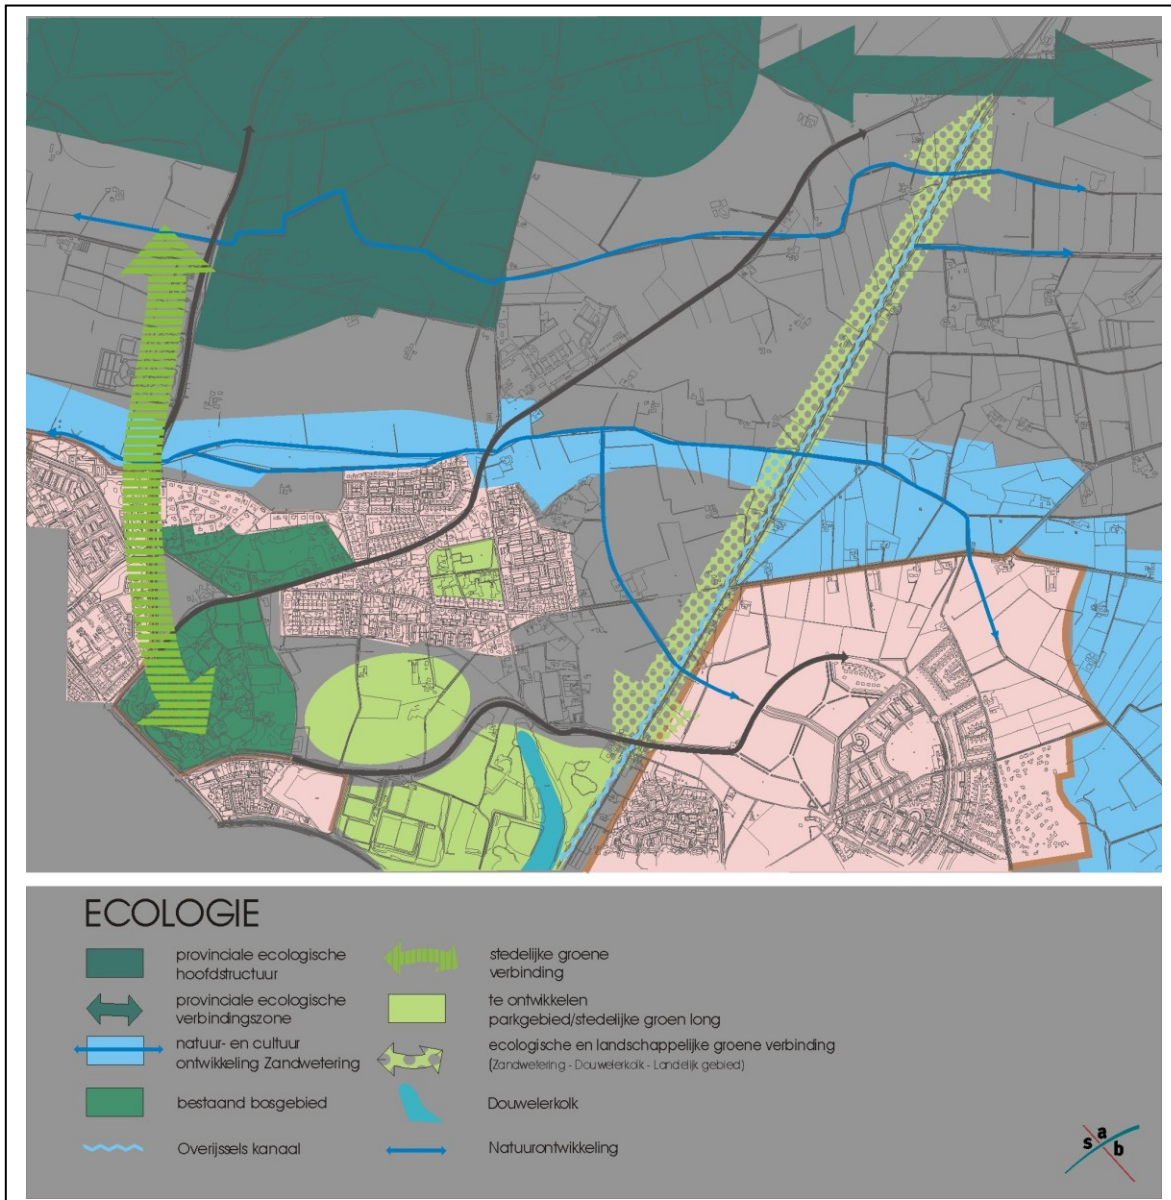 ECOLOGIE
provinciale ecologische
hoofdstructuur
provinciale ecologische
verbindingszone
natuur- en cultuur
ontwikkeling Zandwetering
bestaand bosgebied
Overijssels kanaal
stedelijke groene
verbinding
te ontwikkelen
parkgebied/stedelijke groen long
ecologische en landschappelijke groene verbinding
(Zandwetering - Douwelerkolk - Landelijk gebied)
Douwelerkolk
Natuurontwikkeling
s a b